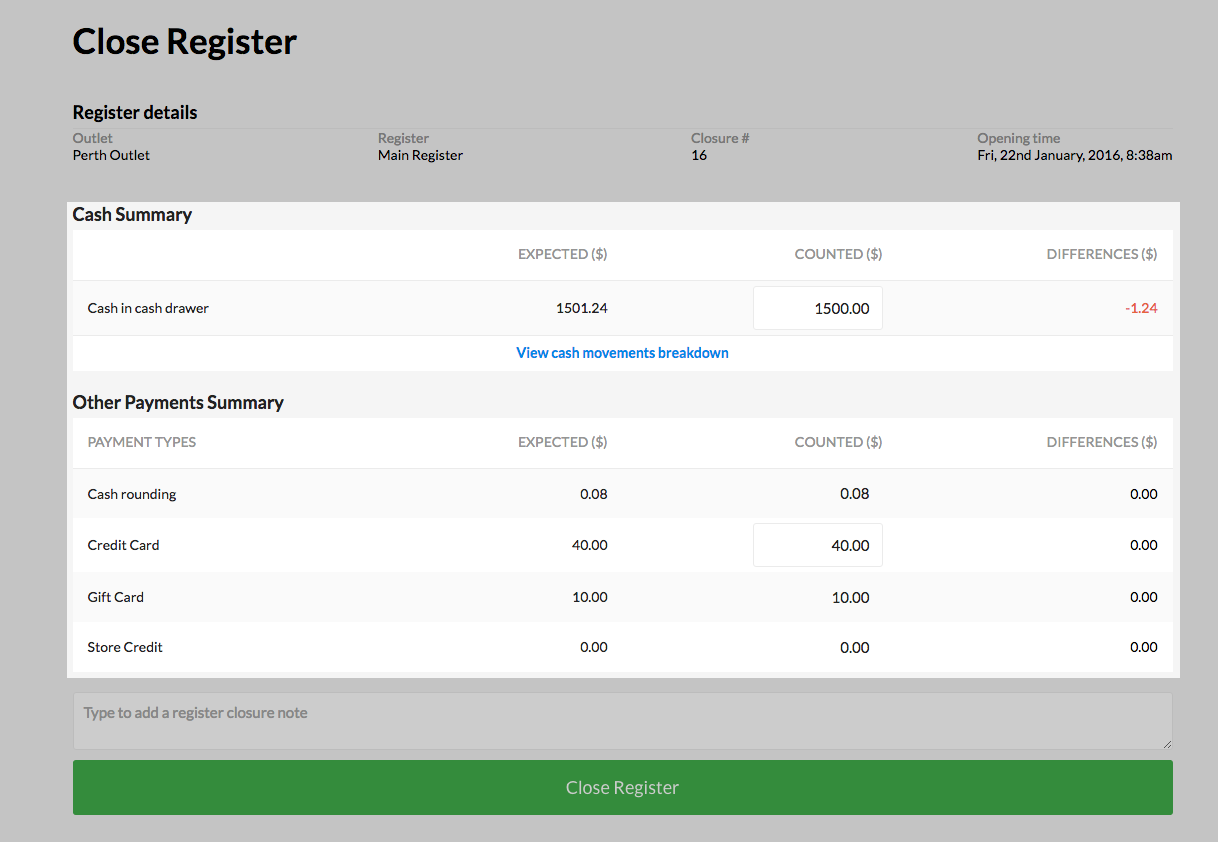 Close Register
Register details
Outlet Register Closure # Opening time
Perth Outlet Main Register 16 Fri, 22nd January, 2016, 8:38am
Cash Summary
EXPECTED ($) COUNTED ($) DIFFERENCES ($)
Cash in cash drawer 1501.24 1500.00 -1.24
View cash movements breakdown
Other Payments Summary
PAYMENT TYPES EXPECTED ($) COUNTED ($) DIFFERENCES ($)
Cash rounding 0.08 0.08 0.00
Credit Card 40.00 40.00 0.00
Gift Card 10.00 10.00 0.00
Store Credit 0.00 0.00 0.00
Type to add a register closure note
Close Register